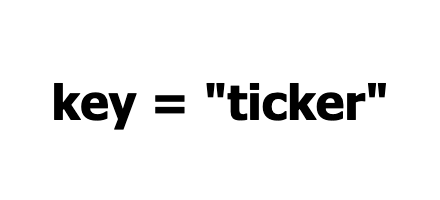 key = "ticker"